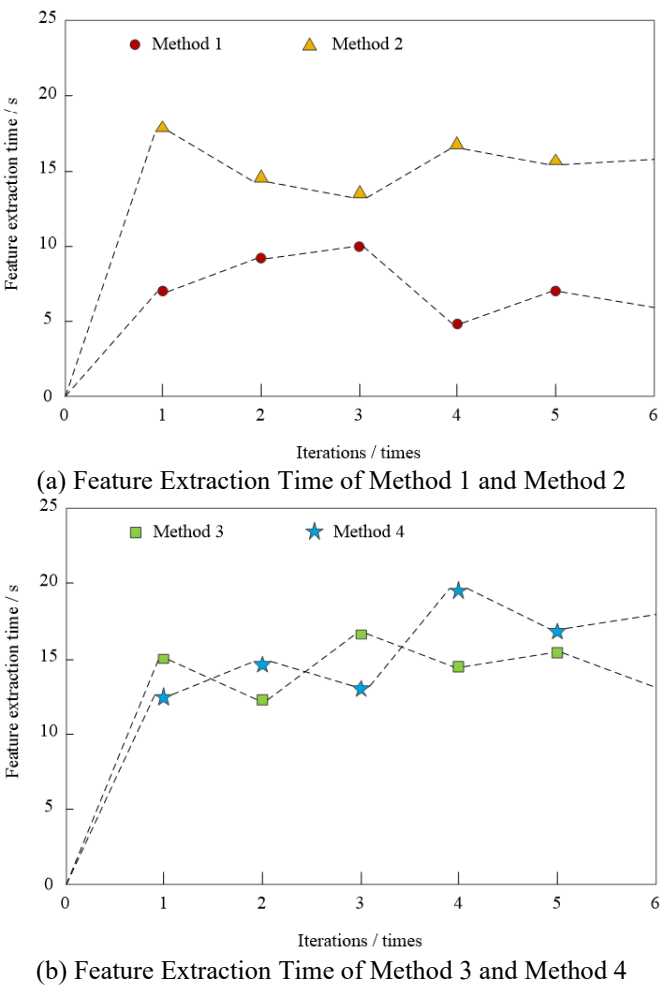 25
Method 1 Method 2
20
15
10
5
0
Feature extraction time / s
0 1 2 3 4 5 6
Iterations / times
(a) Feature Extraction Time of Method 1 and Method 2
25
Method 3 Method 4
20
15
10
5
0
Feature extraction time / s
0 1 2 3 4 5 6
Iterations / times
(b) Feature Extraction Time of Method 3 and Method 4